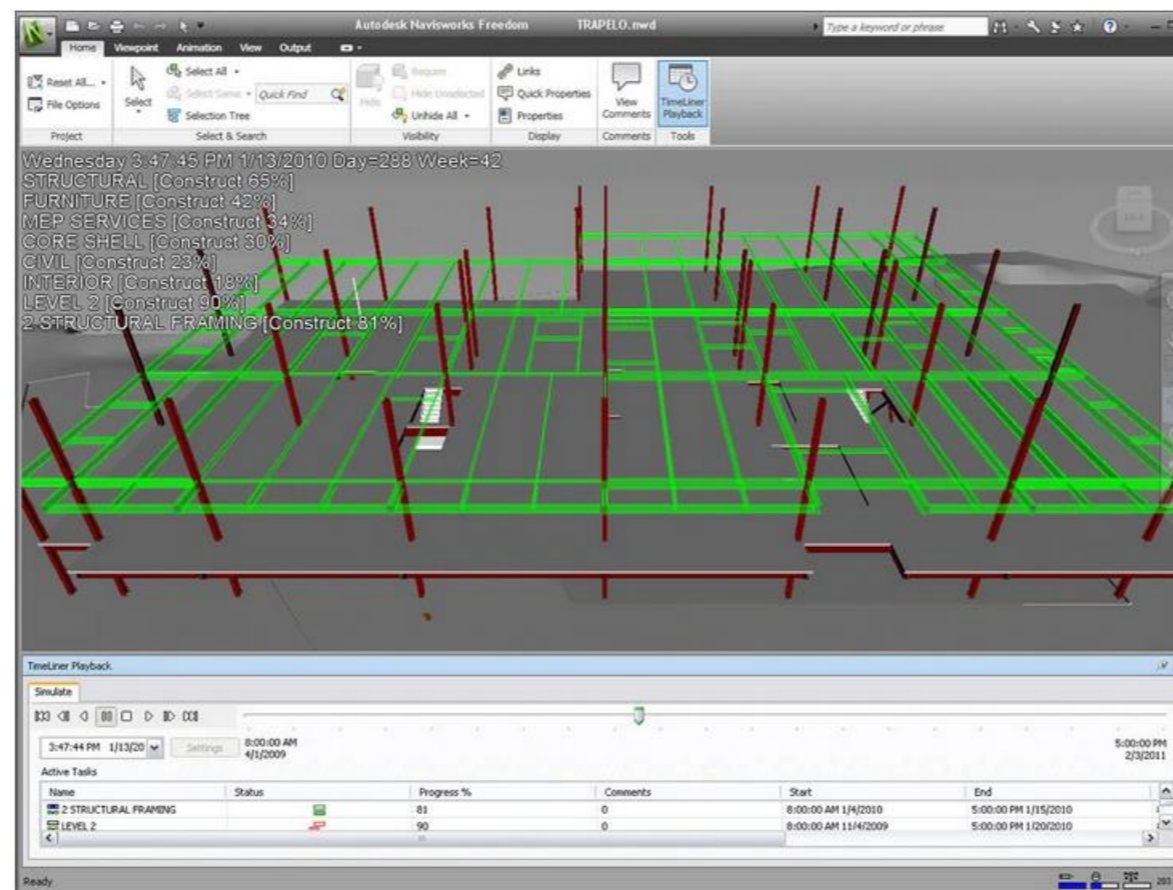 Autodesk Navisworks Freedom TRAPELO.nwd Type a keyword or phrase
Home Viewpoint Animation View Output
Reset All...
File Options
Project
Select
Select All
Select Same
Quick Find
Selection Tree
Select & Search
Hide
Require
Hide Unselected
Unhide All
Visibility
Links
Quick Properties
Properties
Display
View Comments
Comments
TimeLiner Playback
Tools
Wednesday 3:47:45 PM 1/13/2010 Day=288 Week=42
STRUCTURAL [Construct 65%]
FURNITURE [Construct 42%]
MEP SERVICES [Construct 34%]
CORE SHELL [Construct 30%]
CIVIL [Construct 23%]
INTERIOR [Construct 18%]
LEVEL 2 [Construct 90%]
2 STRUCTURAL FRAMING [Construct 81%]
TimeLiner Playback
Simulate
3:47:44 PM 1/13/20 Settings
8:00:00 AM 5:00:00 PM
4/1/2009 2/3/2011
Active Tasks
Name Status Progress % Comments Start End
2 STRUCTURAL FRAMING 81 0 8:00:00 AM 1/4/2010 5:00:00 PM 1/15/2010
LEVEL 2 90 0 8:00:00 AM 11/4/2009 5:00:00 PM 1/20/2010
Ready